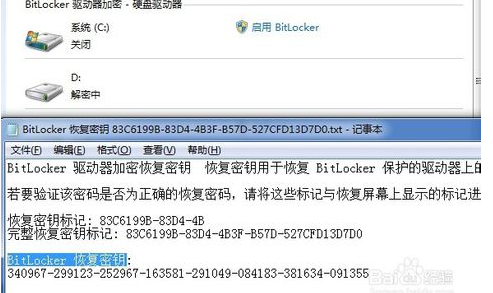 BitLocker 驱动器加密 - 硬盘驱动器
系统 (C:)
关闭
启用 BitLocker
D:
解密中
BitLocker 恢复密钥 83C6199B-83D4-4B3F-B57D-527CFD13D7D0.txt - 记事本
文件(F) 编辑(E) 格式(O) 查看(V) 帮助(H)
BitLocker 驱动器加密恢复密钥 恢复密钥用于恢复 BitLocker 保护的驱动器上的
若要验证该密码是否为正确的恢复密码，请将这些标记与恢复屏幕上显示的标记进
恢复密钥标记: 83C6199B-83D4-4B
完整恢复密钥标记: 83C6199B-83D4-4B3F-B57D-527CFD13D7D0
BitLocker 恢复密钥:
340967-299123-252967-163581-291049-084183-381634-091355
Baidu 经验